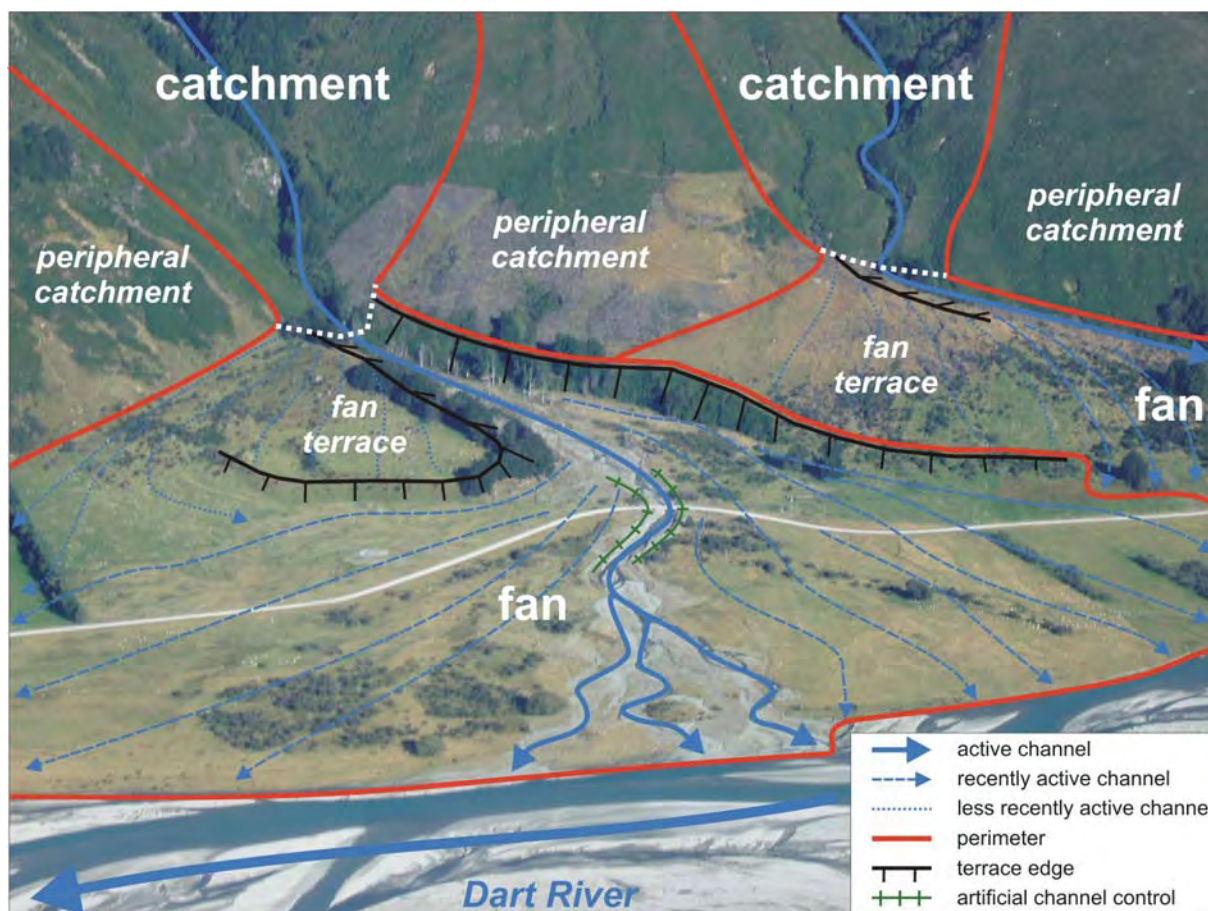 catchment
catchment
peripheral
catchment
peripheral
catchment
peripheral
catchment
fan
terrace
fan
terrace
fan
fan
active channel
recently active channel
less recently active channel
perimeter
terrace edge
artificial channel control
Dart River